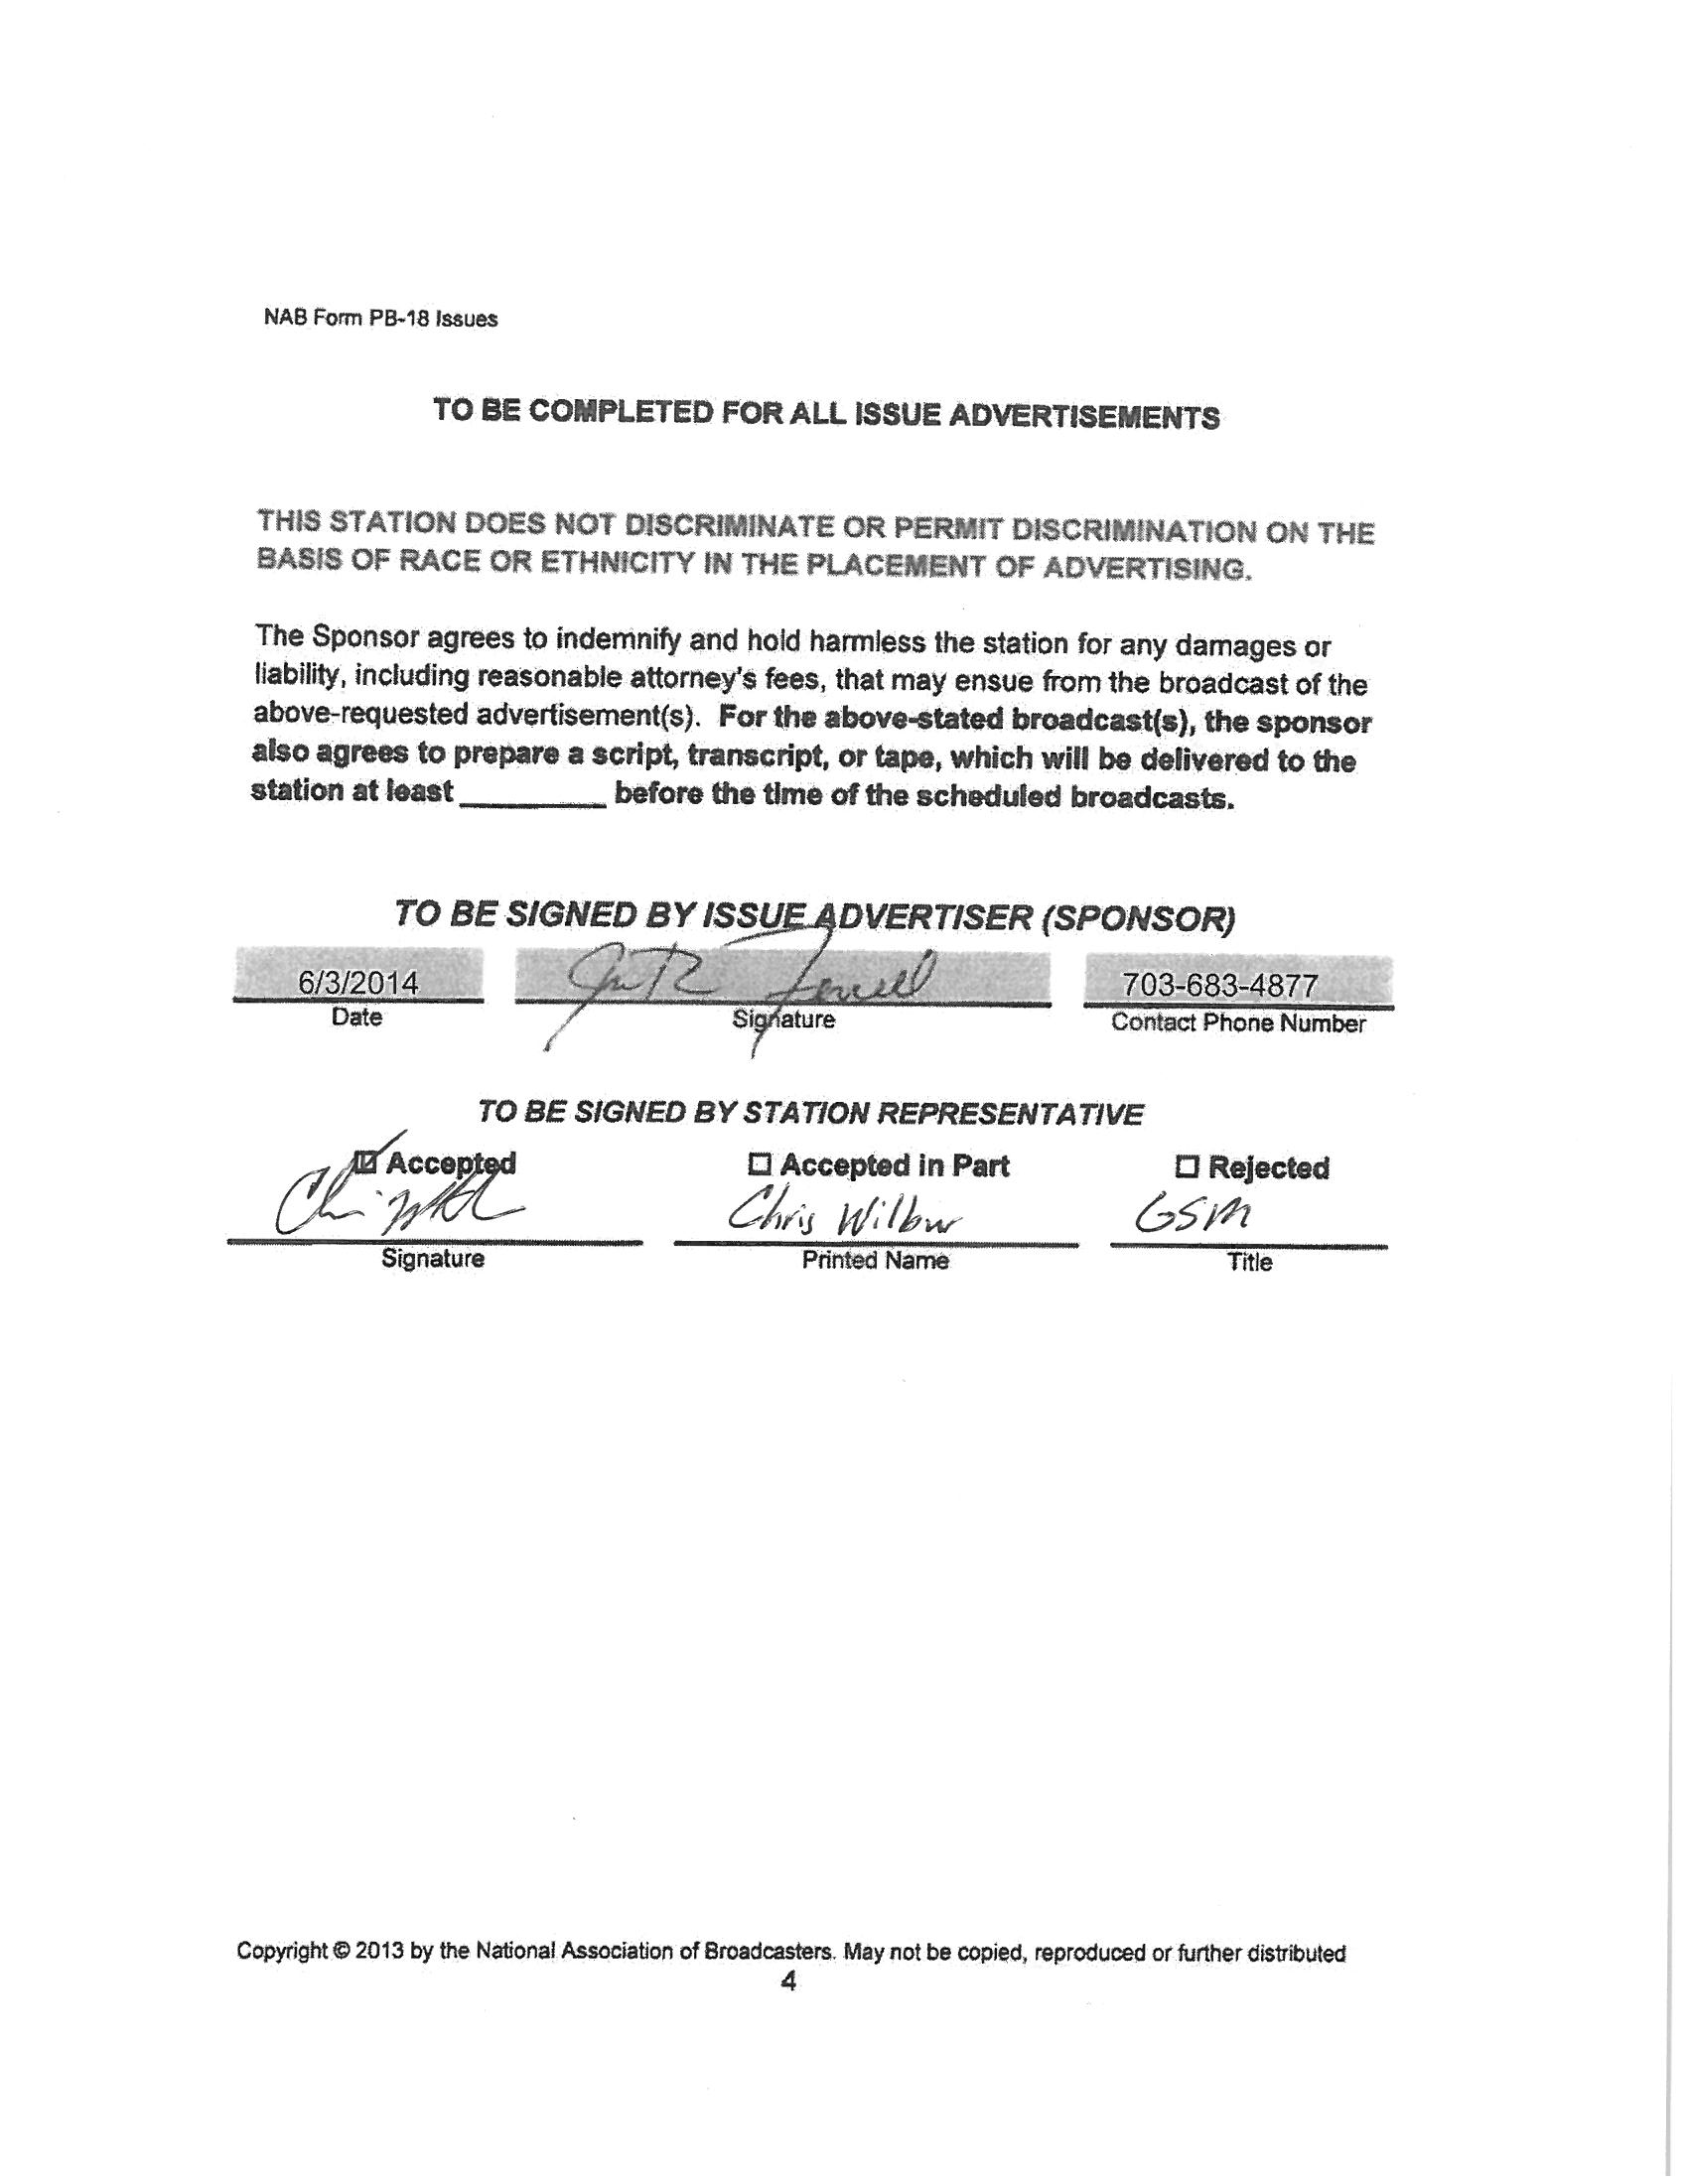 NAB Form PB-18 Issues
TO BE COMPLETED FOR ALL ISSUE ADVERTISEMENTS
THIS STATION DOES NOT DISCRIMINATE OR PERMIT DISCRIMINATION ON THE
BASIS OF RACE OR ETHNICITY IN THE PLACEMENT OF ADVERTISING.
The Sponsor agrees to indemnify and hold harmless the station for any damages or
liability, including reasonable attorney's fees, that may ensue from the broadcast of the
above-requested advertisement(s). For the above-stated broadcast(s), the sponsor
also agrees to prepare a script, transcript, or tape, which will be delivered to the
station at least ________ before the time of the scheduled broadcasts.
TO BE SIGNED BY ISSUE ADVERTISER (SPONSOR)
6/3/2014 703-683-4877
Date Signature Contact Phone Number
TO BE SIGNED BY STATION REPRESENTATIVE
☑ Accepted ☐ Accepted in Part ☐ Rejected
Chris Wilbur GSM
Signature Printed Name Title
Copyright © 2013 by the National Association of Broadcasters. May not be copied, reproduced or further distributed
4